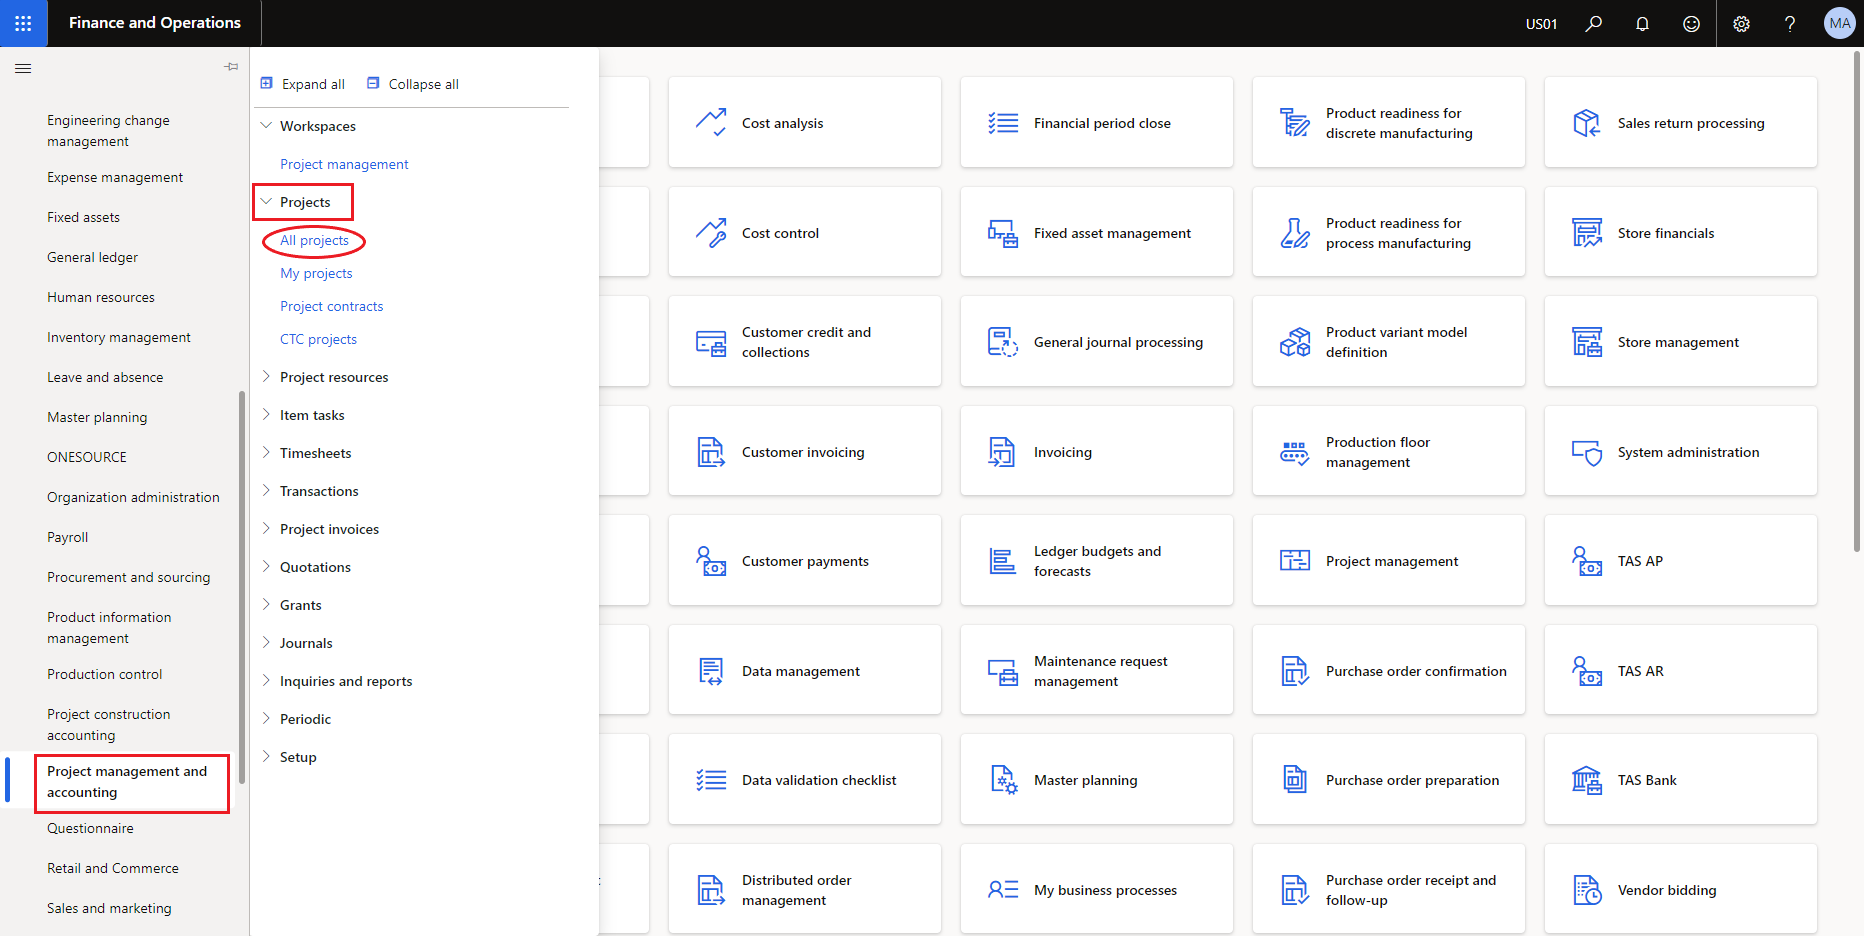 Finance and Operations
US01
MA
Engineering change
management
Expense management
Fixed assets
General ledger
Human resources
Inventory management
Leave and absence
Master planning
ONESOURCE
Organization administration
Payroll
Procurement and sourcing
Product information
management
Production control
Project construction
accounting
Project management and
accounting
Questionnaire
Retail and Commerce
Sales and marketing
Expand all
Collapse all
Workspaces
Project management
Projects
All projects
My projects
Project contracts
CTC projects
Project resources
Item tasks
Timesheets
Transactions
Project invoices
Quotations
Grants
Journals
Inquiries and reports
Periodic
Setup
Cost analysis
Financial period close
Product readiness for
discrete manufacturing
Sales return processing
Cost control
Fixed asset management
Product readiness for
process manufacturing
Store financials
Customer credit and
collections
General journal processing
Product variant model
definition
Store management
Customer invoicing
Invoicing
Production floor
management
System administration
Customer payments
Ledger budgets and
forecasts
Project management
TAS AP
Data management
Maintenance request
management
Purchase order confirmation
TAS AR
Data validation checklist
Master planning
Purchase order preparation
TAS Bank
Distributed order
management
My business processes
Purchase order receipt and
follow-up
Vendor bidding